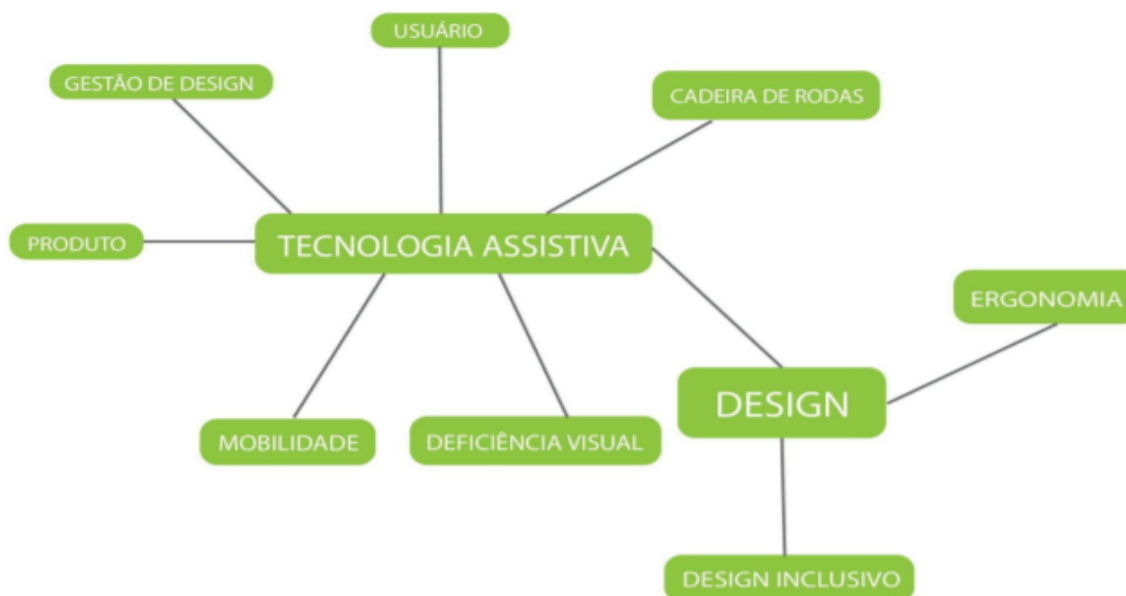 USUÁRIO
GESTÃO DE DESIGN
CADEIRA DE RODAS
PRODUTO
TECNOLOGIA ASSISTIVA
ERGONOMIA
DESIGN
MOBILIDADE
DEFICIÊNCIA VISUAL
DESIGN INCLUSIVO